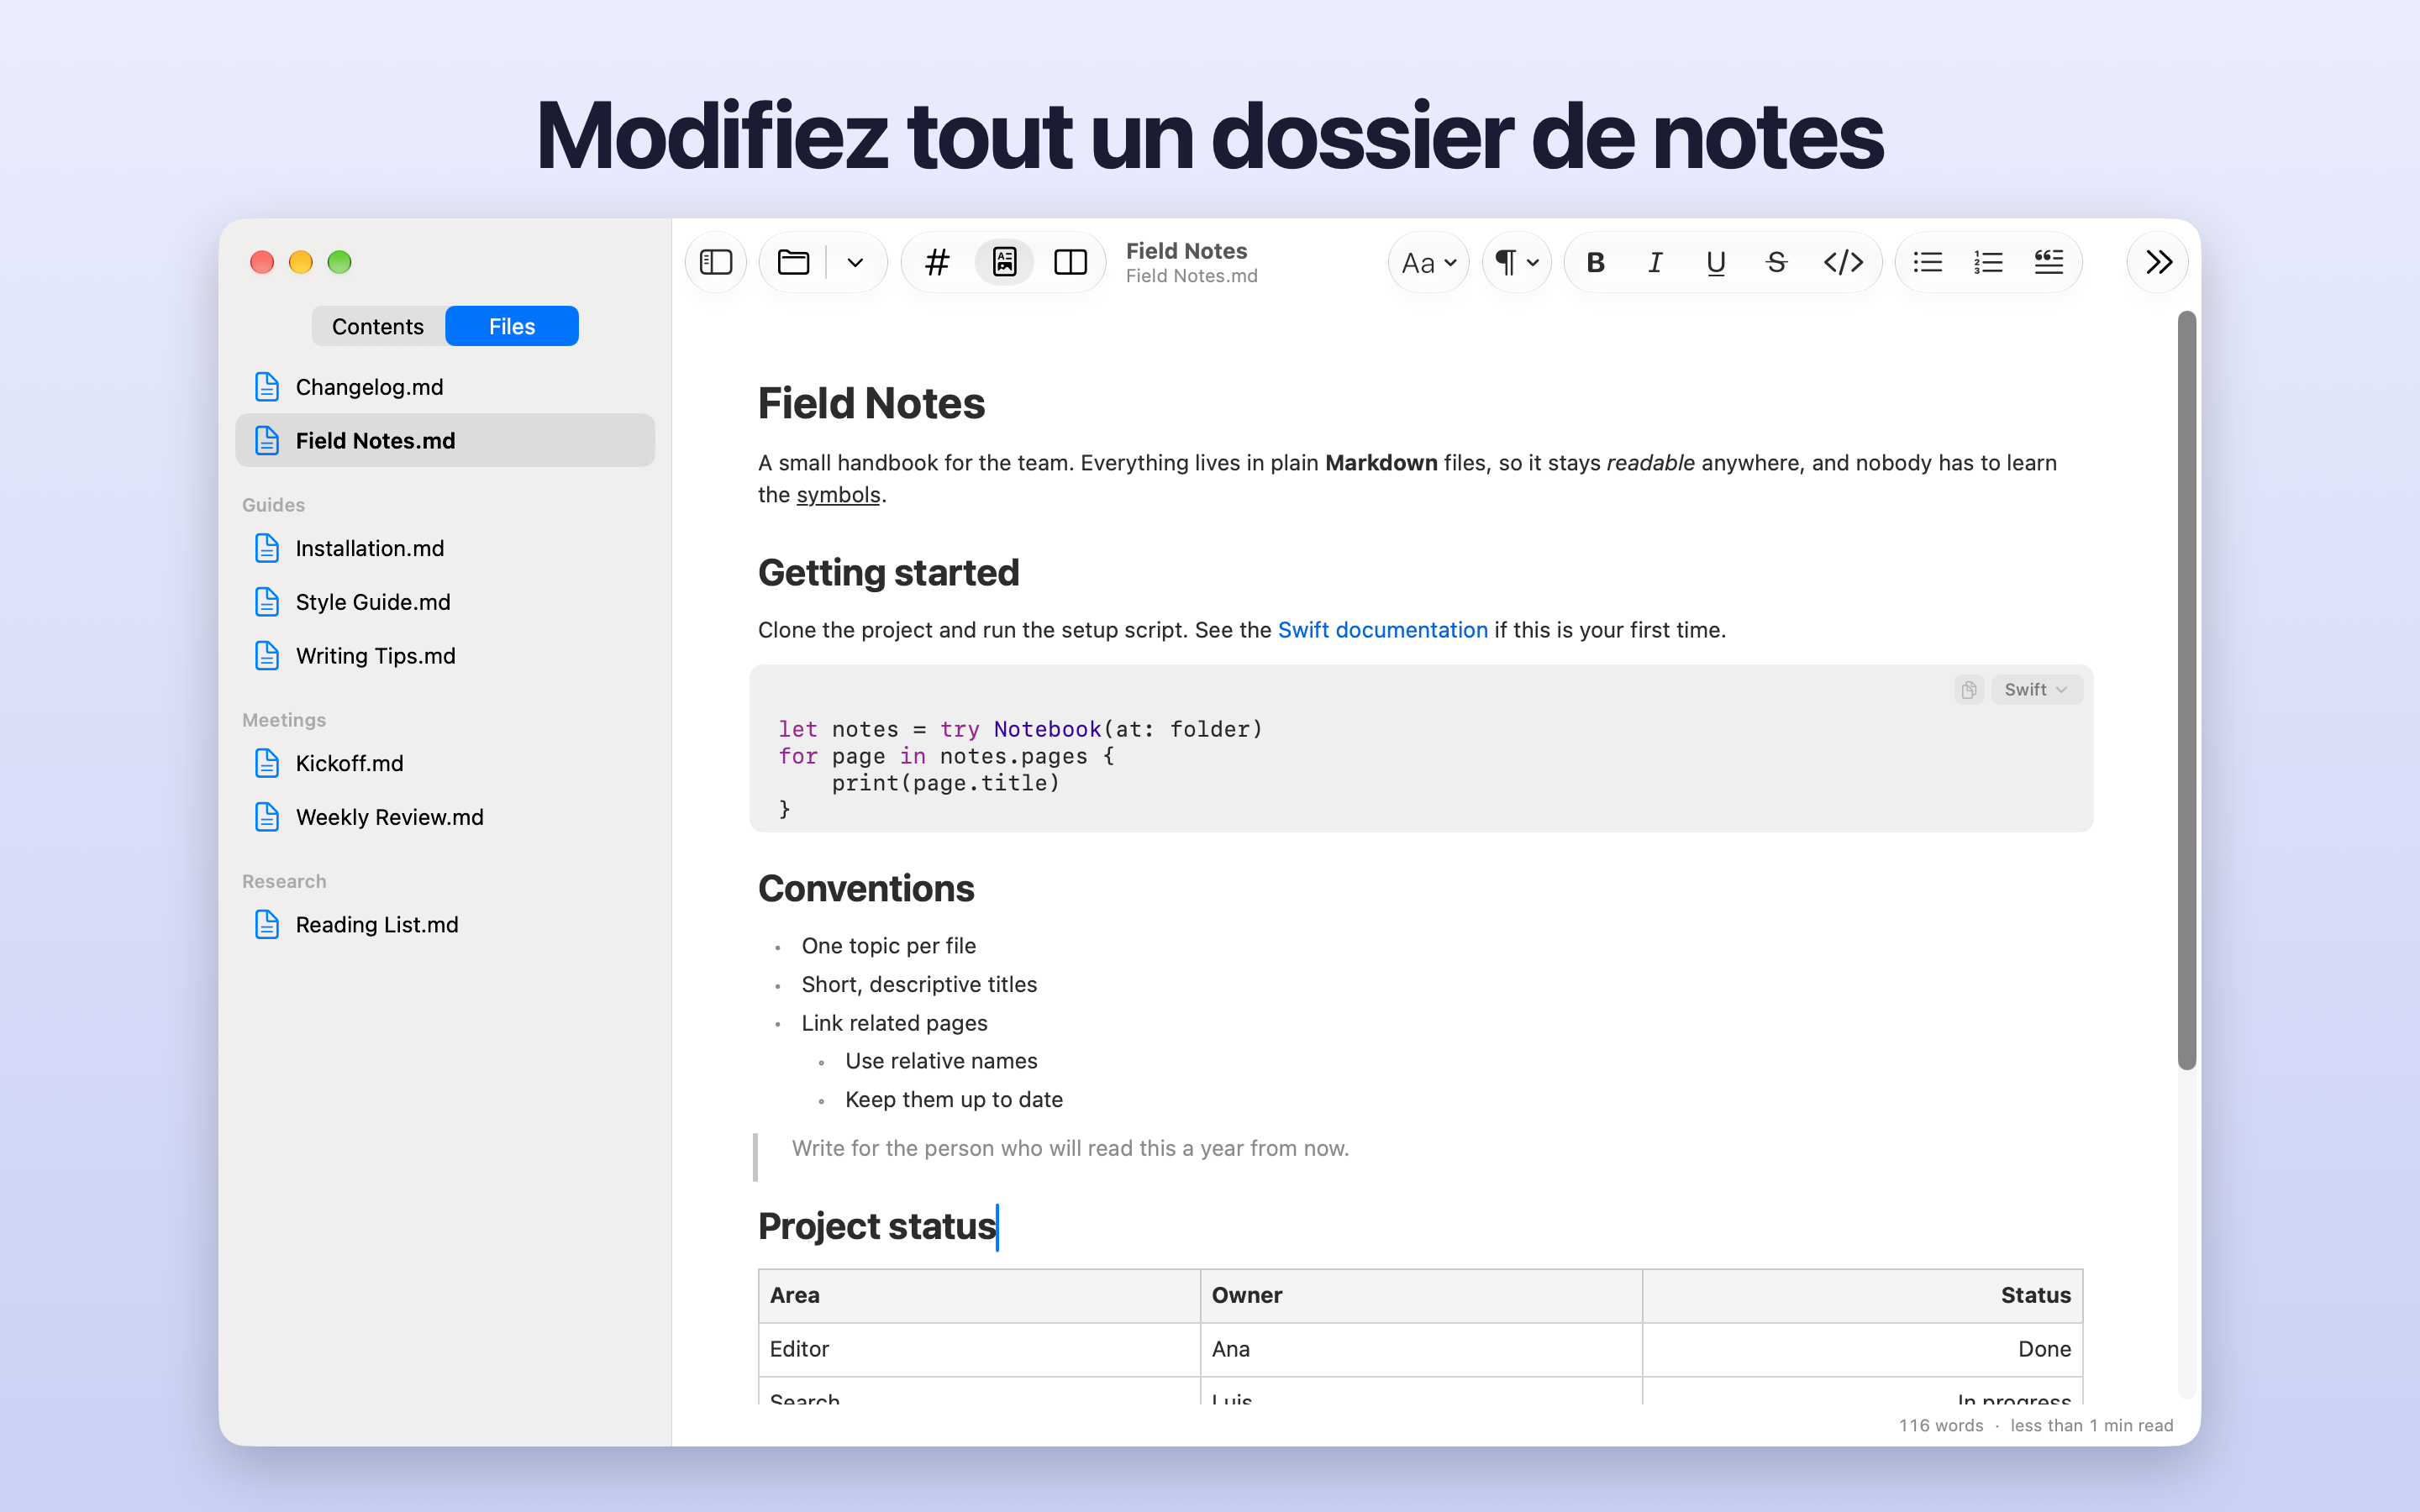 Modifiez tout un dossier de notes
Contents
Files
Changelog.md
Field Notes.md
Guides
Installation.md
Style Guide.md
Writing Tips.md
Meetings
Kickoff.md
Weekly Review.md
Research
Reading List.md
Field Notes
Field Notes.md
Aa
B I U S </>
Field Notes
A small handbook for the team. Everything lives in plain Markdown files, so it stays readable anywhere, and nobody has to learn
the symbols.
Getting started
Clone the project and run the setup script. See the Swift documentation if this is your first time.
Swift
let notes = try Notebook(at: folder)
for page in notes.pages {
    print(page.title)
}
Conventions
One topic per file
Short, descriptive titles
Link related pages
Use relative names
Keep them up to date
Write for the person who will read this a year from now.
Project status
Area Owner Status
Editor Ana Done
Search Luis In progress
116 words · less than 1 min read